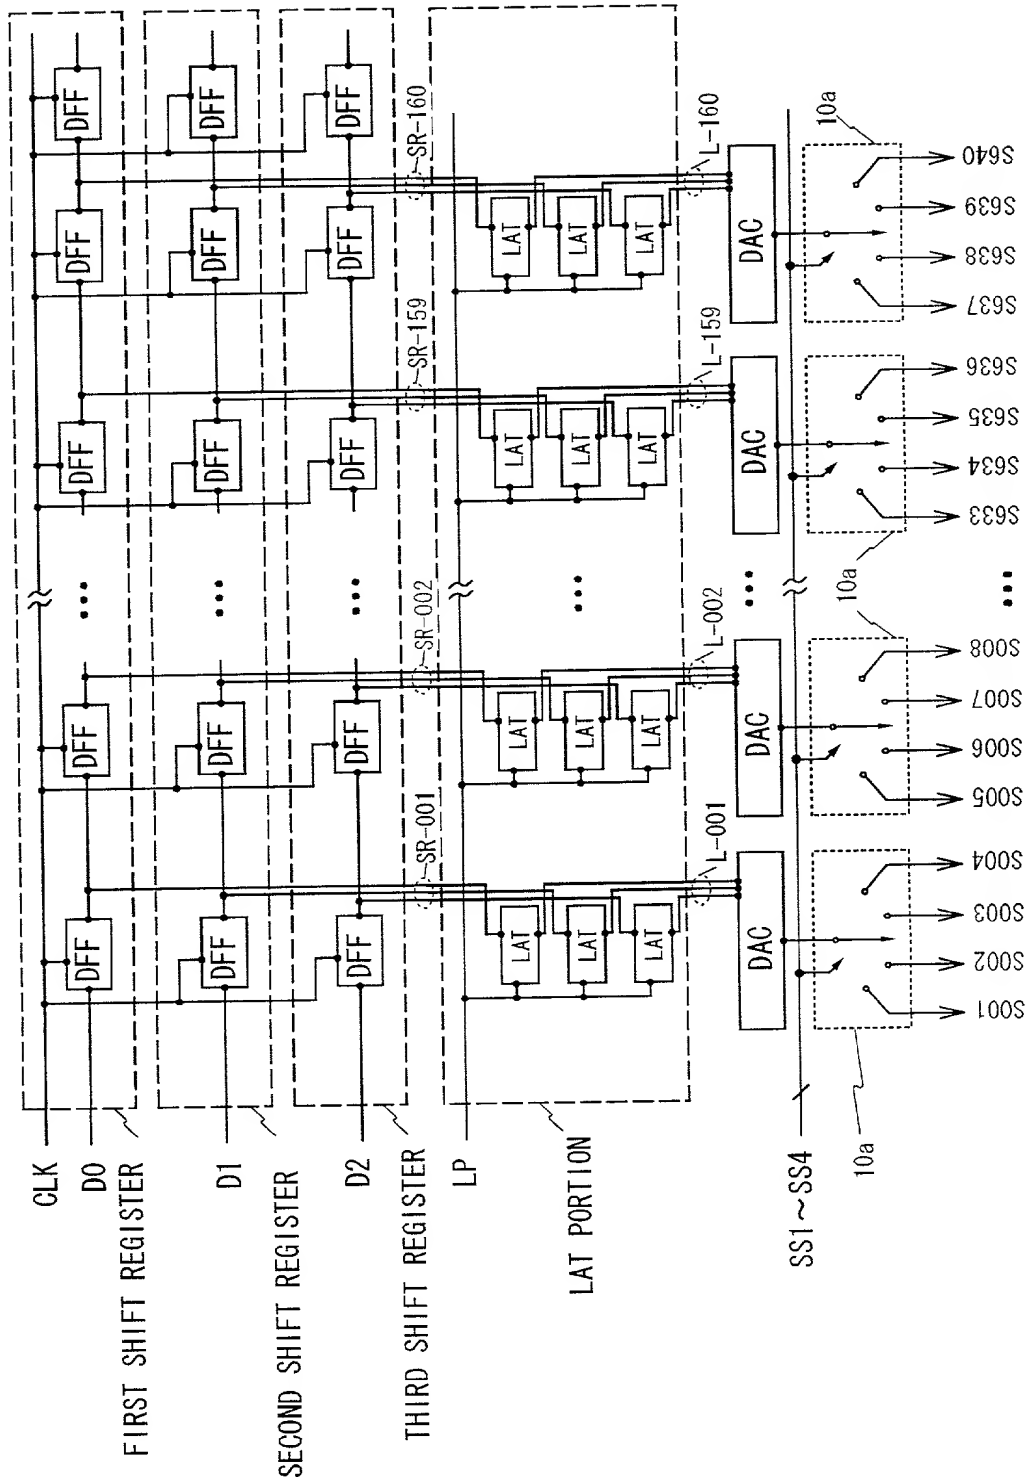 CLK
D0
FIRST SHIFT REGISTER
DFF
DFF
DFF
DFF
DFF
D1
SECOND SHIFT REGISTER
DFF
DFF
DFF
DFF
DFF
D2
THIRD SHIFT REGISTER
DFF
DFF
DFF
DFF
DFF
SR-001
SR-002
SR-159
SR-160
LP
LAT PORTION
LAT
LAT
LAT
LAT
LAT
LAT
LAT
LAT
LAT
LAT
LAT
LAT
L-001
L-002
L-159
L-160
DAC
DAC
DAC
DAC
SS1~SS4
10a
10a
10a
10a
S001
S002
S003
S004
S005
S006
S007
S008
S633
S634
S635
S636
S637
S638
S639
S640